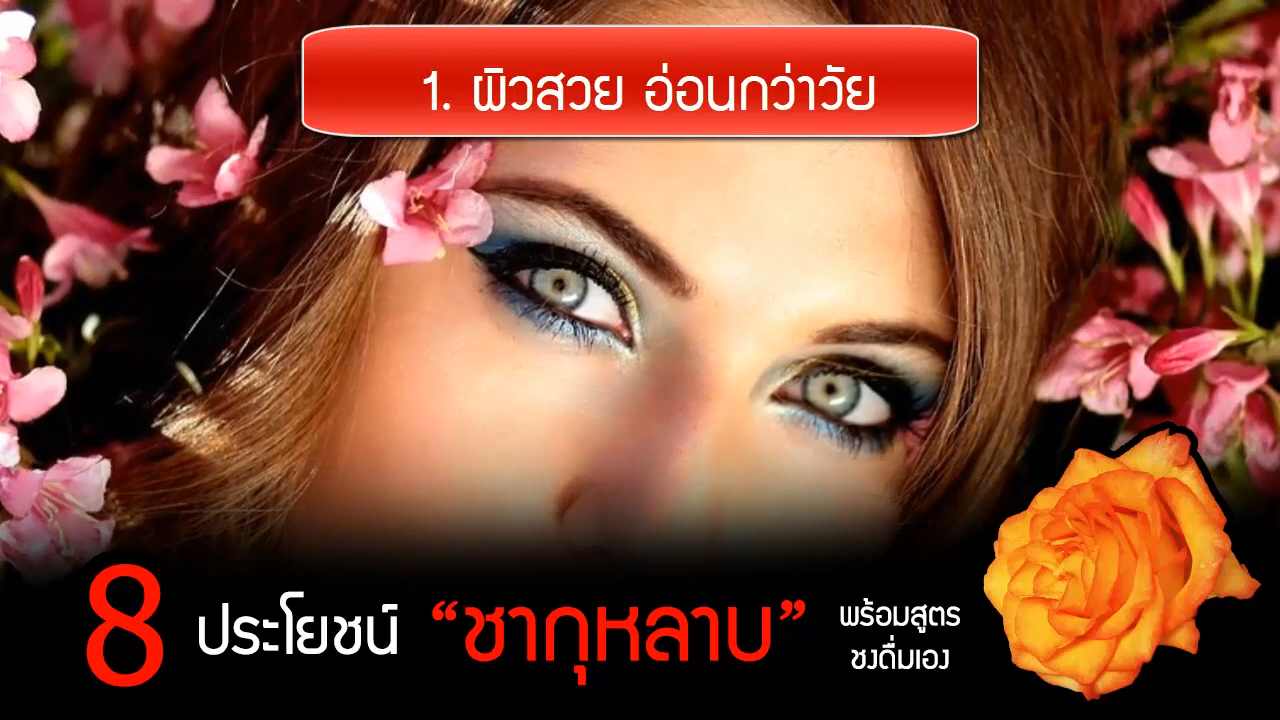 1. ผิวสวย อ่อนกว่าวัย
8 ประโยชน์ “ชากุหลาบ”
พร้อมสูตร
ชงดื่มเอง